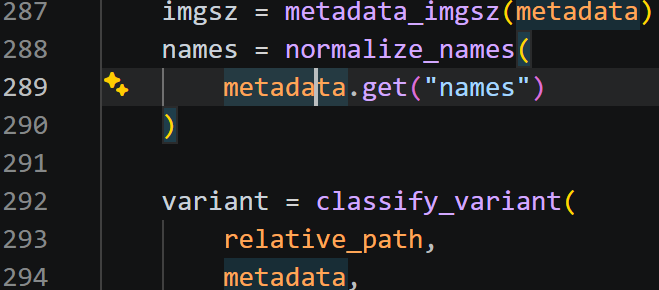 287 imgsz = metadata_imgsz(metadata)
288 names = normalize_names(
289 metadata.get("names")
290 )
291
292 variant = classify_variant(
293 relative_path,
294 metadata,